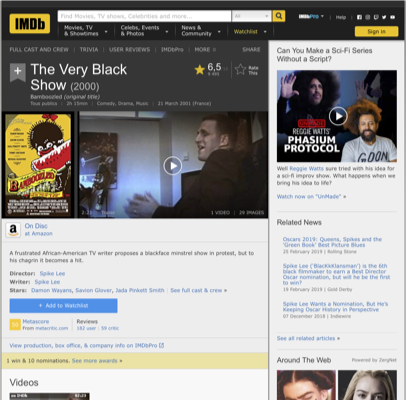 IMDb
Find Movies, TV shows, Celebrities and more...
All
IMDbPro
Help
Movies, TV
& Showtimes
Celebs, Events
& Photos
News &
Community
Watchlist
Sign in
FULL CAST AND CREW | TRIVIA | USER REVIEWS | IMDbPro | MORE
SHARE
The Very Black
Show (2000)
Bamboozled (original title)
Tous publics | 2h 15min | Comedy, Drama, Music | 21 March 2001 (France)
6,5
Rate
This
BAMBOOZLED
1 VIDEO | 29 IMAGES
On Disc
at Amazon
A frustrated African-American TV writer proposes a blackface minstrel show in protest, but to
his chagrin it becomes a hit.
Director: Spike Lee
Writer: Spike Lee
Stars: Damon Wayans, Savion Glover, Jada Pinkett Smith | See full cast & crew »
+ Add to Watchlist
Metascore
From metacritic.com
Reviews
182 user | 59 critic
View production, box office, & company info on IMDbPro
1 win & 10 nominations. See more awards »
Videos
Can You Make a Sci-Fi Series
Without a Script?
REGGIE WATTS'
PHASIUM
PROTOCOL
Well Reggie Watts sure tried with his idea for
a sci-fi improv show. What happens when we
bring his idea to life?
Watch now on "UnMade" »
Related News
Oscars 2019: Queens, Spikes and the
'Green Book' Best Picture Blues
25 February 2019 | Rolling Stone
Spike Lee ('BlacKkKlansman') is the 6th
black filmmaker to earn a Best Director
Oscar nomination, but will he be the first
to win?
19 February 2019 | Gold Derby
Spike Lee Wants a Nomination, But He's
Keeping Oscar History in Perspective
07 December 2018 | Indiewire
See all related articles »
Around The Web
Powered by ZergNet